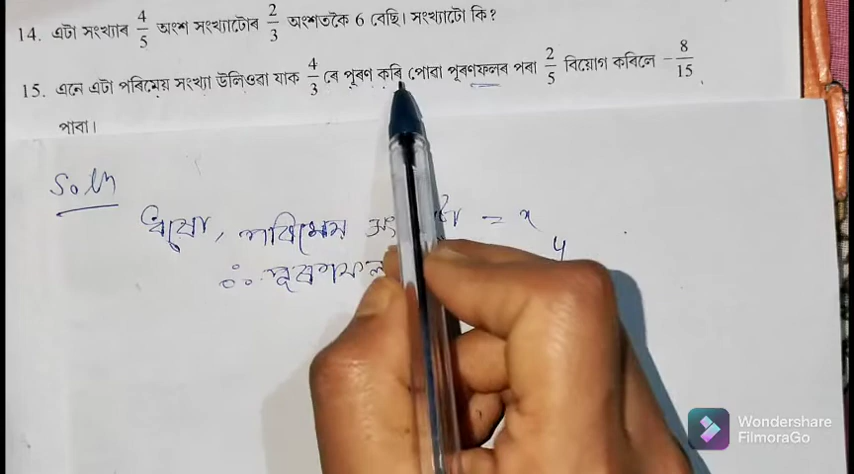 14. এটা সংখ্যাৰ 4/5 অংশ সংখ্যাটোৰ 2/3 অংশতকৈ 6 বেছি। সংখ্যাটো কি?
15. এনে এটা পৰিমেয় সংখ্যা উলিওৱা যাক 4/3 ৰে পূৰণ কৰি পোৱা পূৰণফলৰ পৰা 2/5 বিয়োগ কৰিলে -8/15
পাবা।
Soln
ধৰো, পৰিমেয় = x
∴ পূৰণফল 4
Wondershare
FilmoraGo